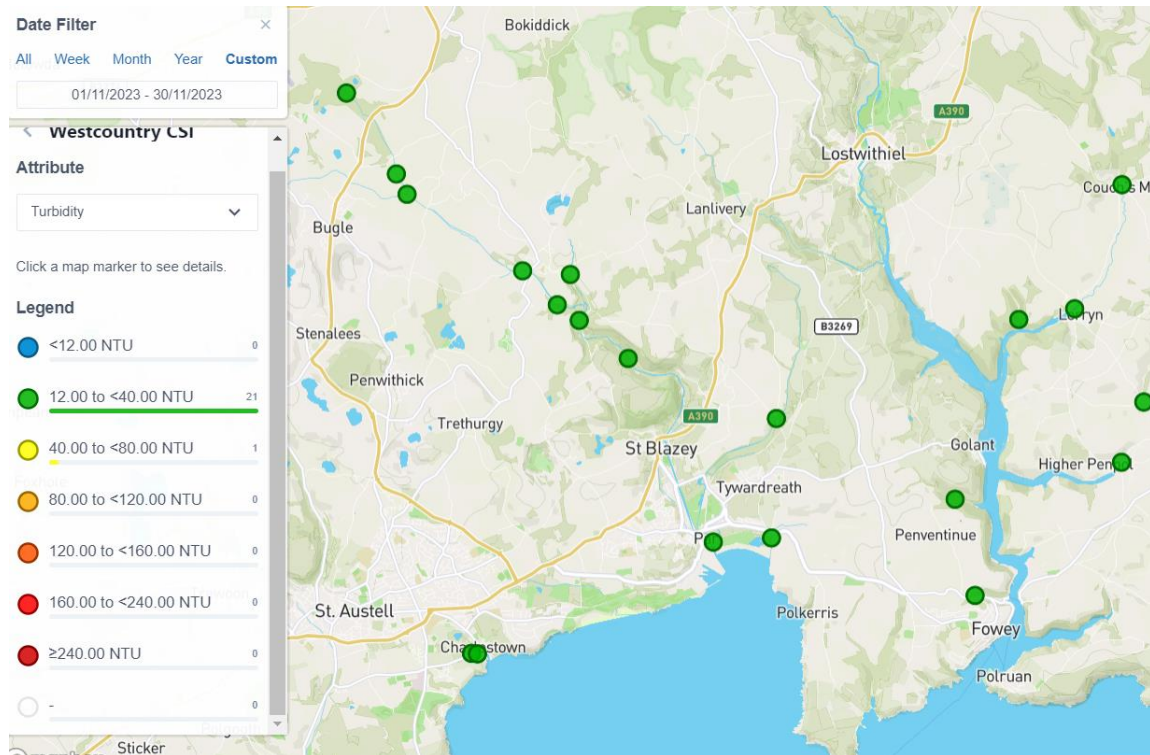 Date Filter ×
All Week Month Year Custom
01/11/2023 - 30/11/2023
Westcountry CSI
Attribute
Turbidity
Click a map marker to see details.
Legend
<12.00 NTU 0
12.00 to <40.00 NTU 21
40.00 to <80.00 NTU 1
80.00 to <120.00 NTU 0
120.00 to <160.00 NTU 0
160.00 to <240.00 NTU 0
≥240.00 NTU 0
- 0
Bokiddick
A390
Lostwithiel
Lanlivery
Bugle
B3269
Stenalees
Penwithick
Trethurgy
A390
St Blazey
Golant
Higher
Tywardreath
Penventinue
St. Austell
Polkerris
Fowey
Polruan
Sticker